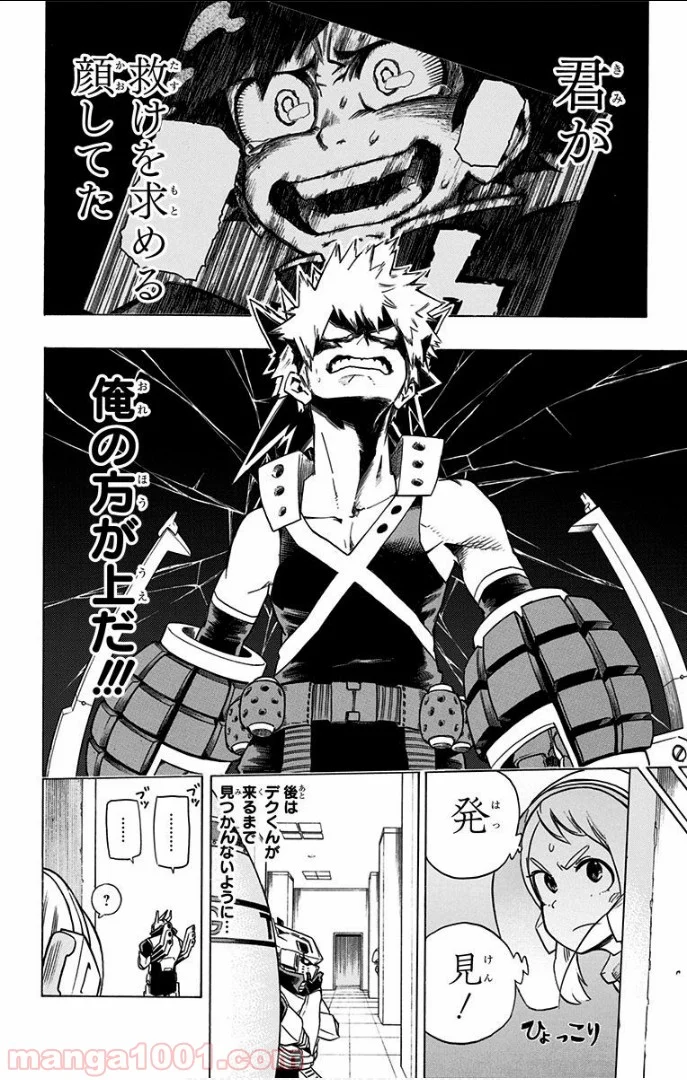 君が
救けを求める
顔してた
俺の方が上だ!!!
発
見!
ひょっこり
後は
デクくんが
来るまで
見つかんないように…
ブツ
……
ブツ
……
?
manga1001.com